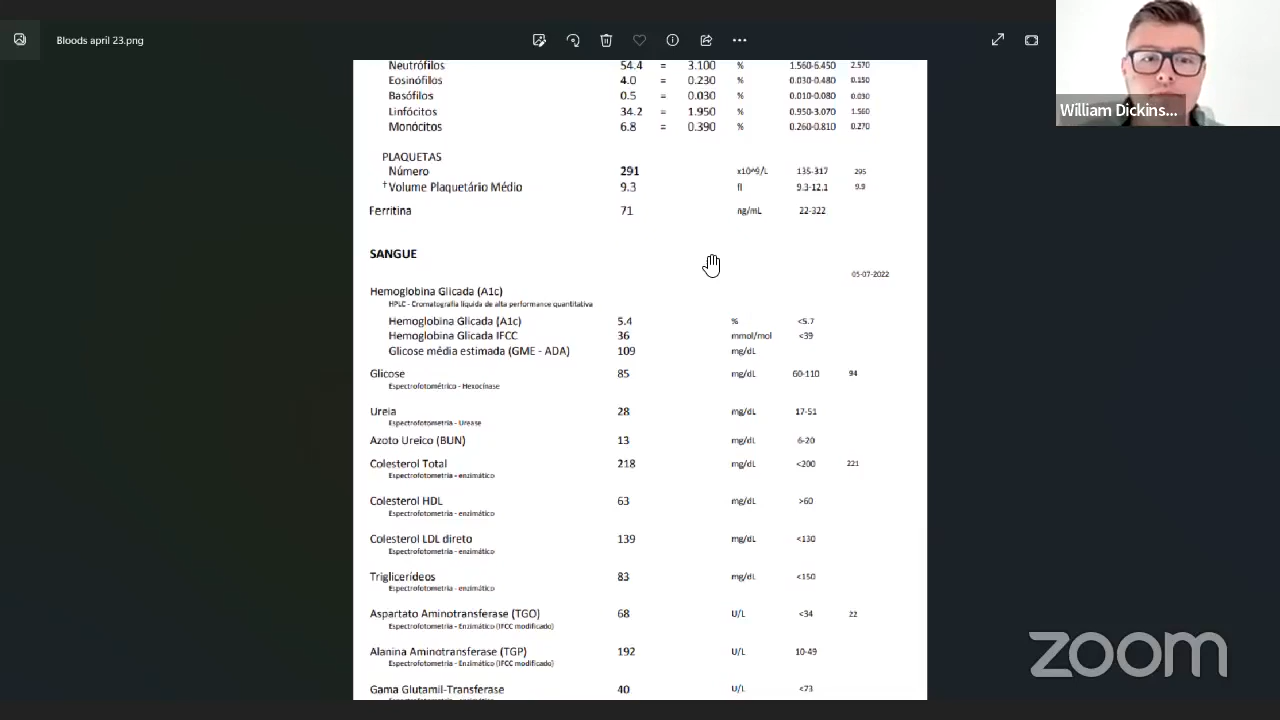 Bloods april 23.png
William Dickins...
Neutrófilos 54.4 = 3.100 % 1.560-6.450 2.570
Eosinófilos 4.0 = 0.230 % 0.030-0.480 0.150
Basófilos 0.5 = 0.030 % 0.010-0.080 0.030
Linfócitos 34.2 = 1.950 % 0.950-3.070 1.560
Monócitos 6.8 = 0.390 % 0.260-0.810 0.270
PLAQUETAS
Número 291 x10^9/L 135-317 295
†Volume Plaquetário Médio 9.3 fl 9.3-12.1 9.9
Ferritina 71 ng/mL 22-322
SANGUE
05-07-2022
Hemoglobina Glicada (A1c)
HPLC - Cromatografia líquida de alta performance quantitativa
Hemoglobina Glicada (A1c) 5.4 % <5.7
Hemoglobina Glicada IFCC 36 mmol/mol <39
Glicose média estimada (GME - ADA) 109 mg/dL
Glicose 85 mg/dL 60-110 94
Espectrofotométrico - Hexocinase
Ureia 28 mg/dL 17-51
Espectrofotometria - Urease
Azoto Ureico (BUN) 13 mg/dL 6-20
Colesterol Total 218 mg/dL <200 221
Espectrofotometria - enzimático
Colesterol HDL 63 mg/dL >60
Espectrofotometria - enzimático
Colesterol LDL direto 139 mg/dL <130
Espectrofotometria - enzimático
Triglicerídeos 83 mg/dL <150
Espectrofotometria - enzimático
Aspartato Aminotransferase (TGO) 68 U/L <34 22
Espectrofotometria - Enzimático (IFCC modificado)
Alanina Aminotransferase (TGP) 192 U/L 10-49
Espectrofotometria - Enzimático (IFCC modificado)
Gama Glutamil-Transferase 40 U/L <73
zoom